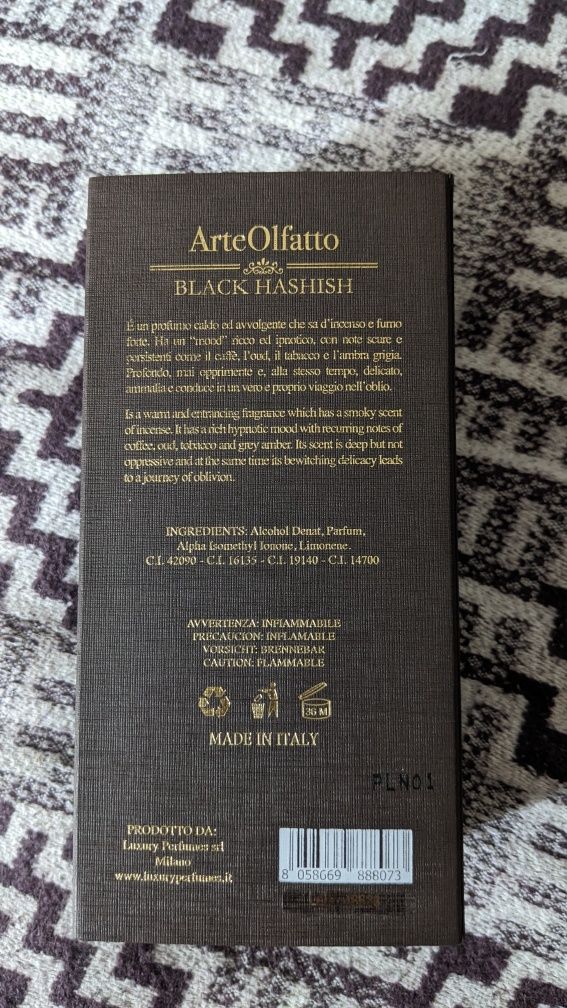 ArteOlfatto
BLACK HASHISH
È un profumo caldo ed avvolgente che sa d'incenso e fumo
forte. Ha un "mood" ricco ed ipnotico, con note scure e
persistenti come il caffè, l'oud, il tabacco e l'ambra grigia.
Profondo, mai opprimente e, alla stesso tempo, delicato,
ammalia e conduce in un vero e proprio viaggio nell'oblio.
Is a warm and entrancing fragrance which has a smoky scent
of incense. It has a rich hypnotic mood with recurring notes of
coffee, oud, tobacco and grey amber. Its scent is deep but not
oppressive and at the same time its bewitching delicacy leads
to a journey of oblivion.
INGREDIENTS: Alcohol Denat, Parfum,
Alpha Isomethyl Ionone, Limonene.
C.I. 42090 - C.I. 16135 - C.I. 19140 - C.I. 14700
AVVERTENZA: INFIAMMABILE
PRECAUCION: INFLAMABLE
VORSICHT: BRENNEBAR
CAUTION: FLAMMABLE
36 M
MADE IN ITALY
PLN01
PRODOTTO DA:
Luxury Perfumes srl
Milano
www.luxuryperfumes.it
8 058669 888073